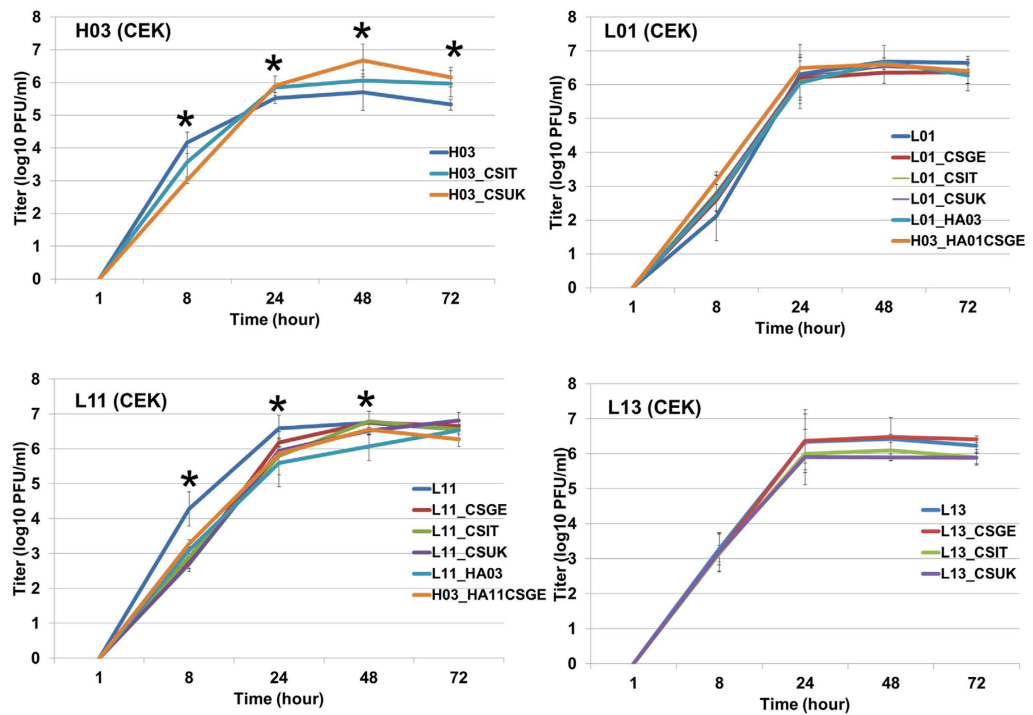 H03 (CEK)
Titer (log10 PFU/ml)
8
7
6
5
4
3
2
1
0
*
*
*
*
H03
H03_CSIT
H03_CSUK
1 8 24 48 72
Time (hour)
L01 (CEK)
Titer (log10 PFU/ml)
8
7
6
5
4
3
2
1
0
L01
L01_CSGE
L01_CSIT
L01_CSUK
L01_HA03
H03_HA01CSGE
1 8 24 48 72
Time (hour)
L11 (CEK)
Titer (log10 PFU/ml)
8
7
6
5
4
3
2
1
0
*
*
*
L11
L11_CSGE
L11_CSIT
L11_CSUK
L11_HA03
H03_HA11CSGE
1 8 24 48 72
Time (hour)
L13 (CEK)
Titer (log10 PFU/ml)
8
7
6
5
4
3
2
1
0
L13
L13_CSGE
L13_CSIT
L13_CSUK
1 8 24 48 72
Time (hour)